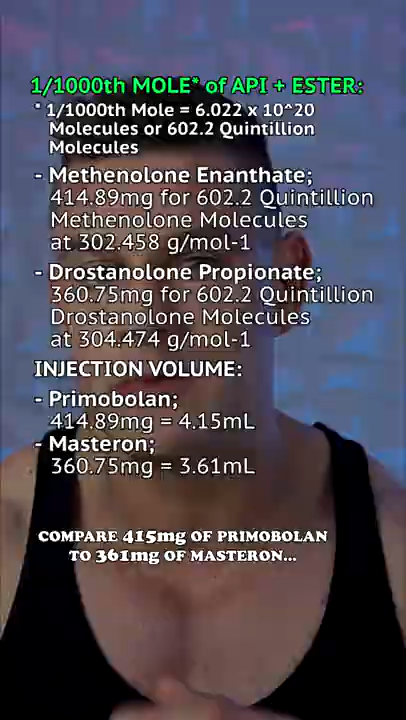 1/1000th MOLE* of API + ESTER:
* 1/1000th Mole = 6.022 x 10^20
Molecules or 602.2 Quintillion
Molecules
- Methenolone Enanthate;
414.89mg for 602.2 Quintillion
Methenolone Molecules
at 302.458 g/mol-1
- Drostanolone Propionate;
360.75mg for 602.2 Quintillion
Drostanolone Molecules
at 304.474 g/mol-1
INJECTION VOLUME:
- Primobolan;
414.89mg = 4.15mL
- Masteron;
360.75mg = 3.61mL
COMPARE 415mg OF PRIMOBOLAN
TO 361mg OF MASTERON...